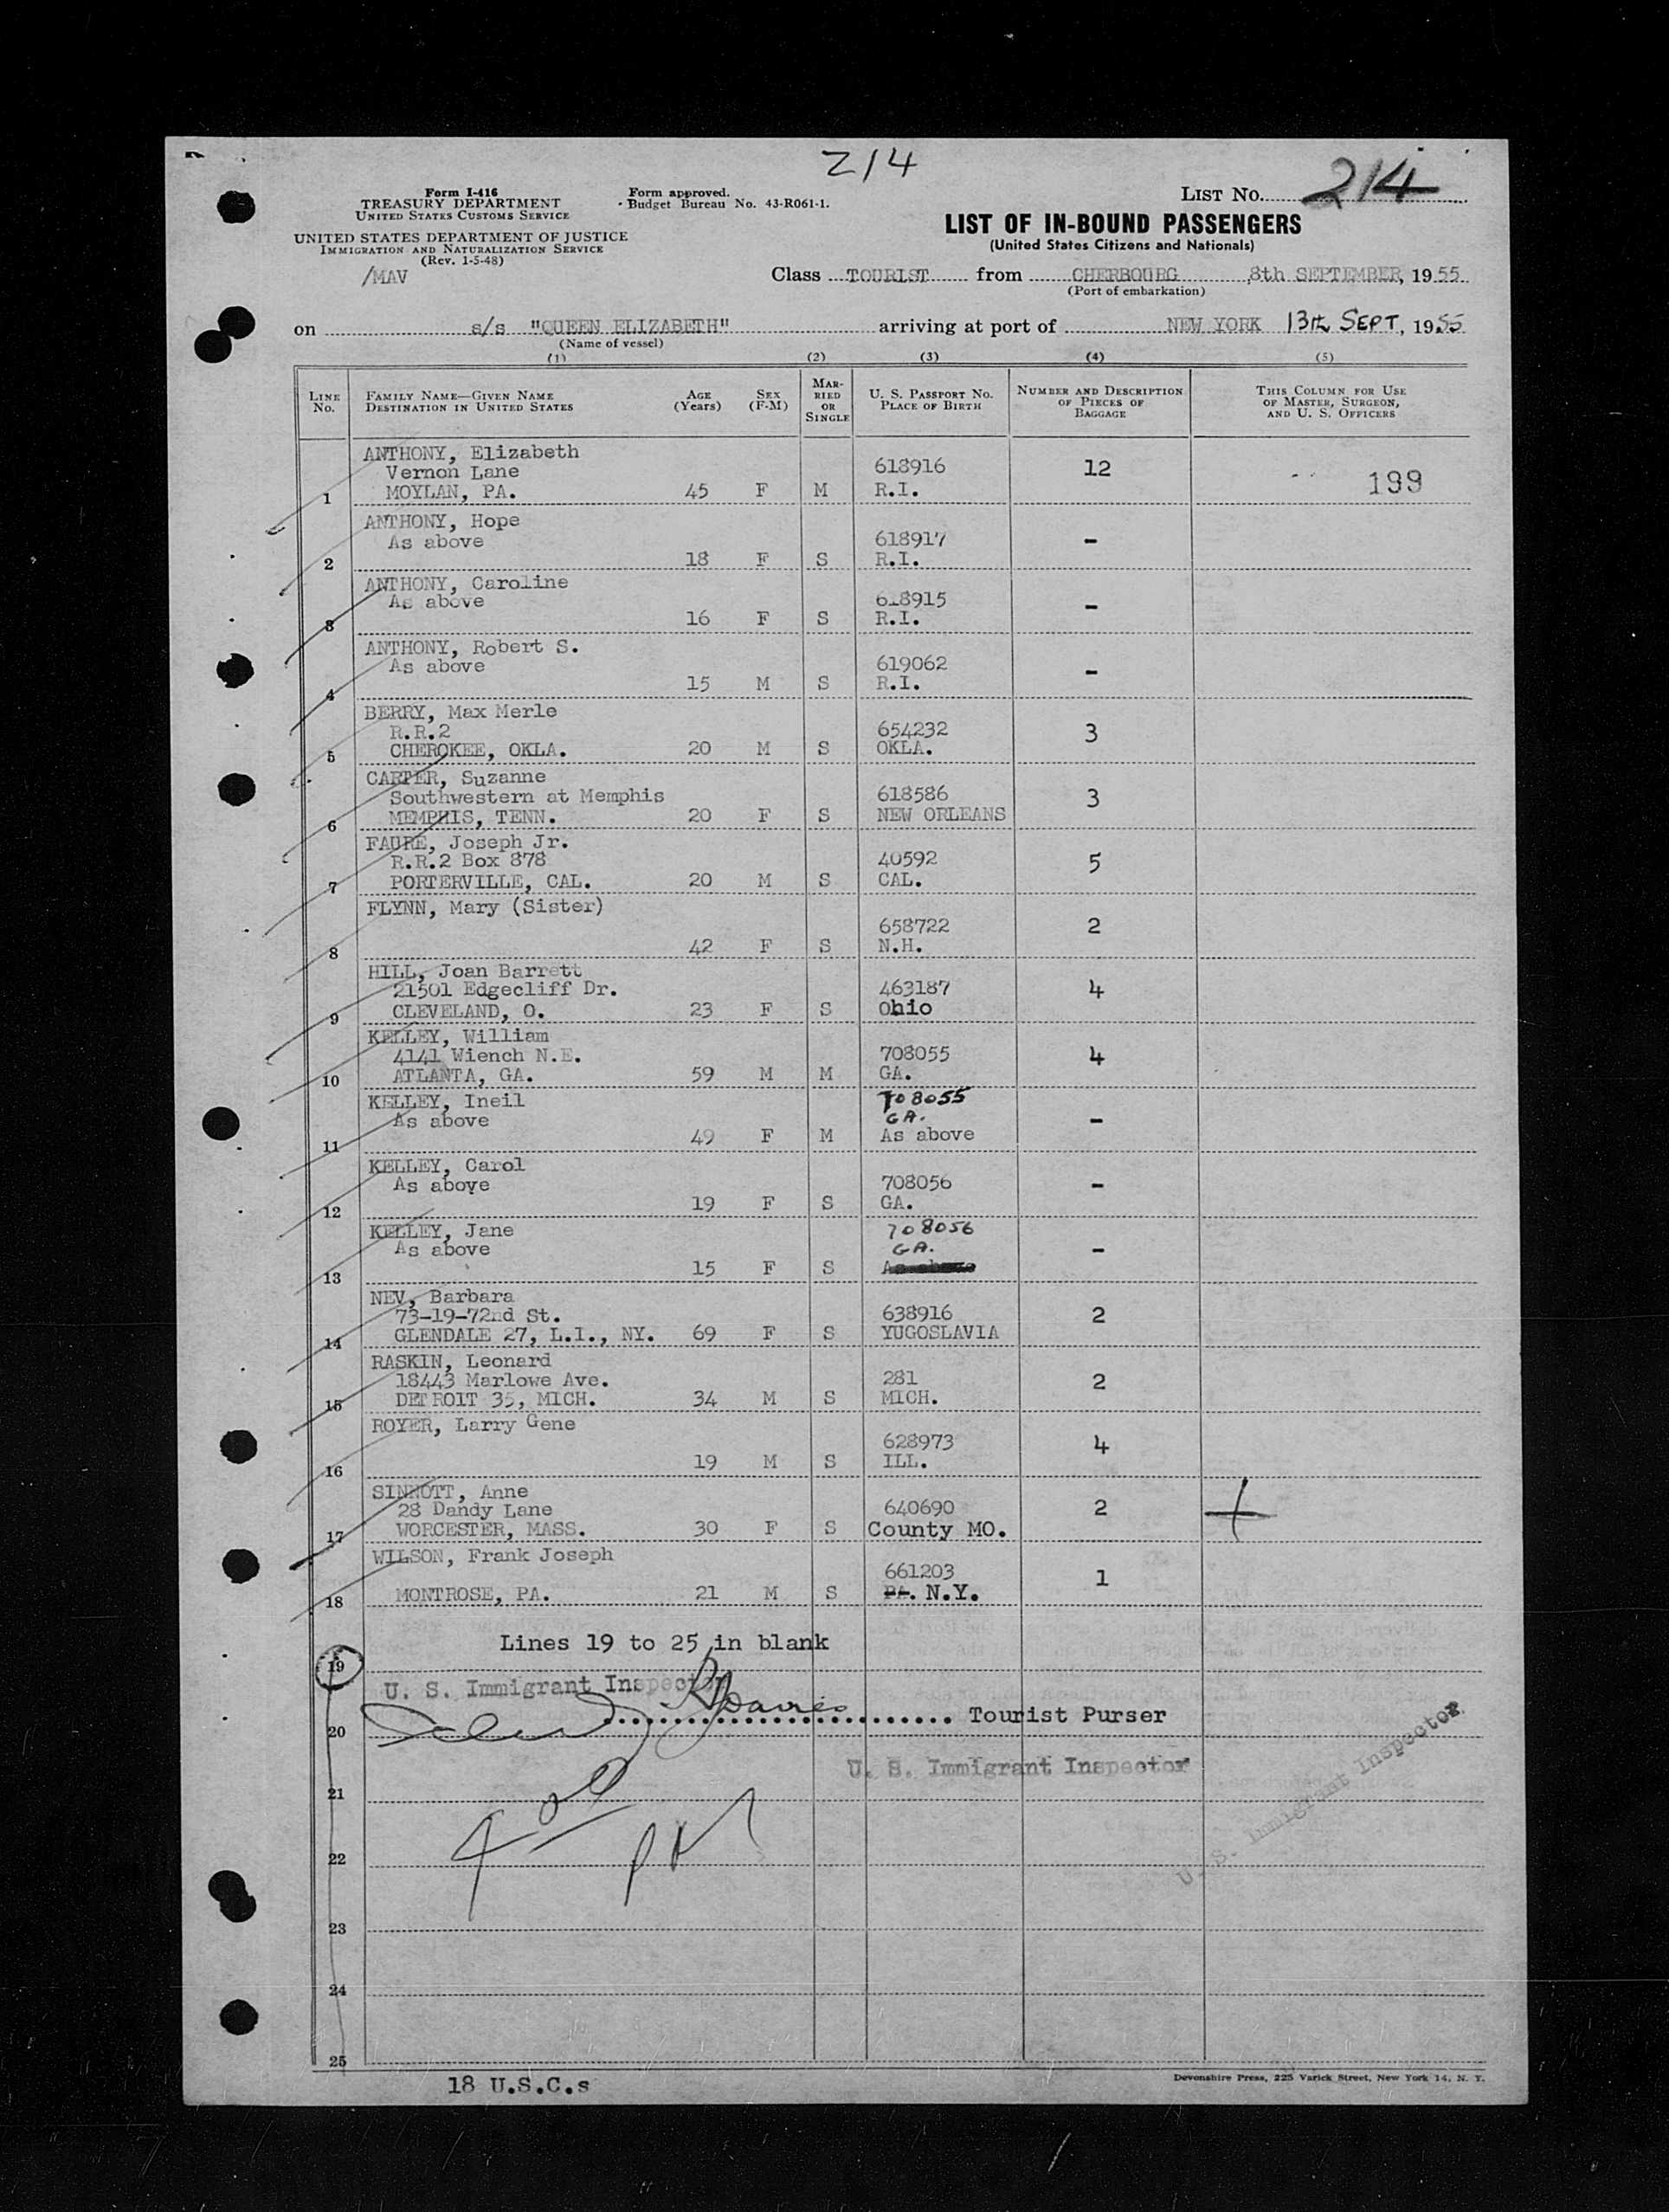 214
Form I-416
TREASURY DEPARTMENT
UNITED STATES CUSTOMS SERVICE
Form approved.
Budget Bureau No. 43-R061-1.
LIST NO. 214
UNITED STATES DEPARTMENT OF JUSTICE
IMMIGRATION AND NATURALIZATION SERVICE
(Rev. 1-5-48)
/MAV
LIST OF IN-BOUND PASSENGERS
(United States Citizens and Nationals)
Class TOURIST from CHERBOURG, 8th SEPTEMBER, 1955
(Port of embarkation)
on s/s "QUEEN ELIZABETH" arriving at port of NEW YORK 13th SEPT, 1955
(Name of vessel)
(1) (2) (3) (4) (5)
LINE NO. FAMILY NAME—GIVEN NAME DESTINATION IN UNITED STATES AGE (YEARS) SEX (F-M) MARRIED OR SINGLE U. S. PASSPORT NO. PLACE OF BIRTH NUMBER AND DESCRIPTION OF PIECES OF BAGGAGE THIS COLUMN FOR USE OF MASTER, SURGEON, AND U. S. OFFICERS
ANTHONY, Elizabeth
Vernon Lane 618916 12
1 MOYLAN, PA. 45 F M R.I. 199
ANTHONY, Hope
As above 618917 -
2 18 F S R.I.
ANTHONY, Caroline
As above 618915 -
3 16 F S R.I.
ANTHONY, Robert S.
As above 619062 -
4 15 M S R.I.
BERRY, Max Merle
R.R.2 654232 3
5 CHEROKEE, OKLA. 20 M S OKLA.
CARTER, Suzanne
Southwestern at Memphis 618586 3
6 MEMPHIS, TENN. 20 F S NEW ORLEANS
FAURE, Joseph Jr.
R.R.2 Box 878 40592 5
7 PORTERVILLE, CAL. 20 M S CAL.
FLYNN, Mary (Sister)
658722 2
8 42 F S N.H.
HILL, Joan Barrett
21501 Edgecliff Dr. 463187 4
9 CLEVELAND, O. 23 F S Ohio
KELLEY, William
4141 Wiench N.E. 708055 4
10 ATLANTA, GA. 59 M M GA.
KELLEY, Ineil 708055
As above GA. -
11 49 F M As above
KELLEY, Carol
As above 708056 -
12 19 F S GA.
KELLEY, Jane 708056
As above GA. -
13 15 F S As above
NEV, Barbara
73-19-72nd St. 638916 2
14 GLENDALE 27, L.I., NY. 69 F S YUGOSLAVIA
RASKIN, Leonard
18443 Marlowe Ave. 281 2
15 DETROIT 35, MICH. 34 M S MICH.
ROYER, Larry Gene
628973 4
16 19 M S ILL.
SINNOTT, Anne
28 Dandy Lane 640690 2
17 WORCESTER, MASS. 30 F S County MO.
WILSON, Frank Joseph
661203 1
18 MONTROSE, PA. 21 M S PA. N.Y.
Lines 19 to 25 in blank
19
U. S. Immigrant Inspector
Tourist Purser
20
U. S. Immigrant Inspector
U. S. Immigrant Inspector
21
22
23
24
25
18 U.S.C.s
Devonshire Press, 225 Varick Street, New York 14, N. Y.